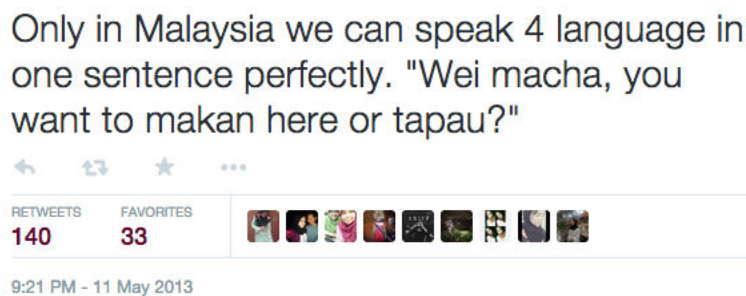 Only in Malaysia we can speak 4 language in
one sentence perfectly. "Wei macha, you
want to makan here or tapau?"
RETWEETS FAVORITES
140 33
9:21 PM - 11 May 2013